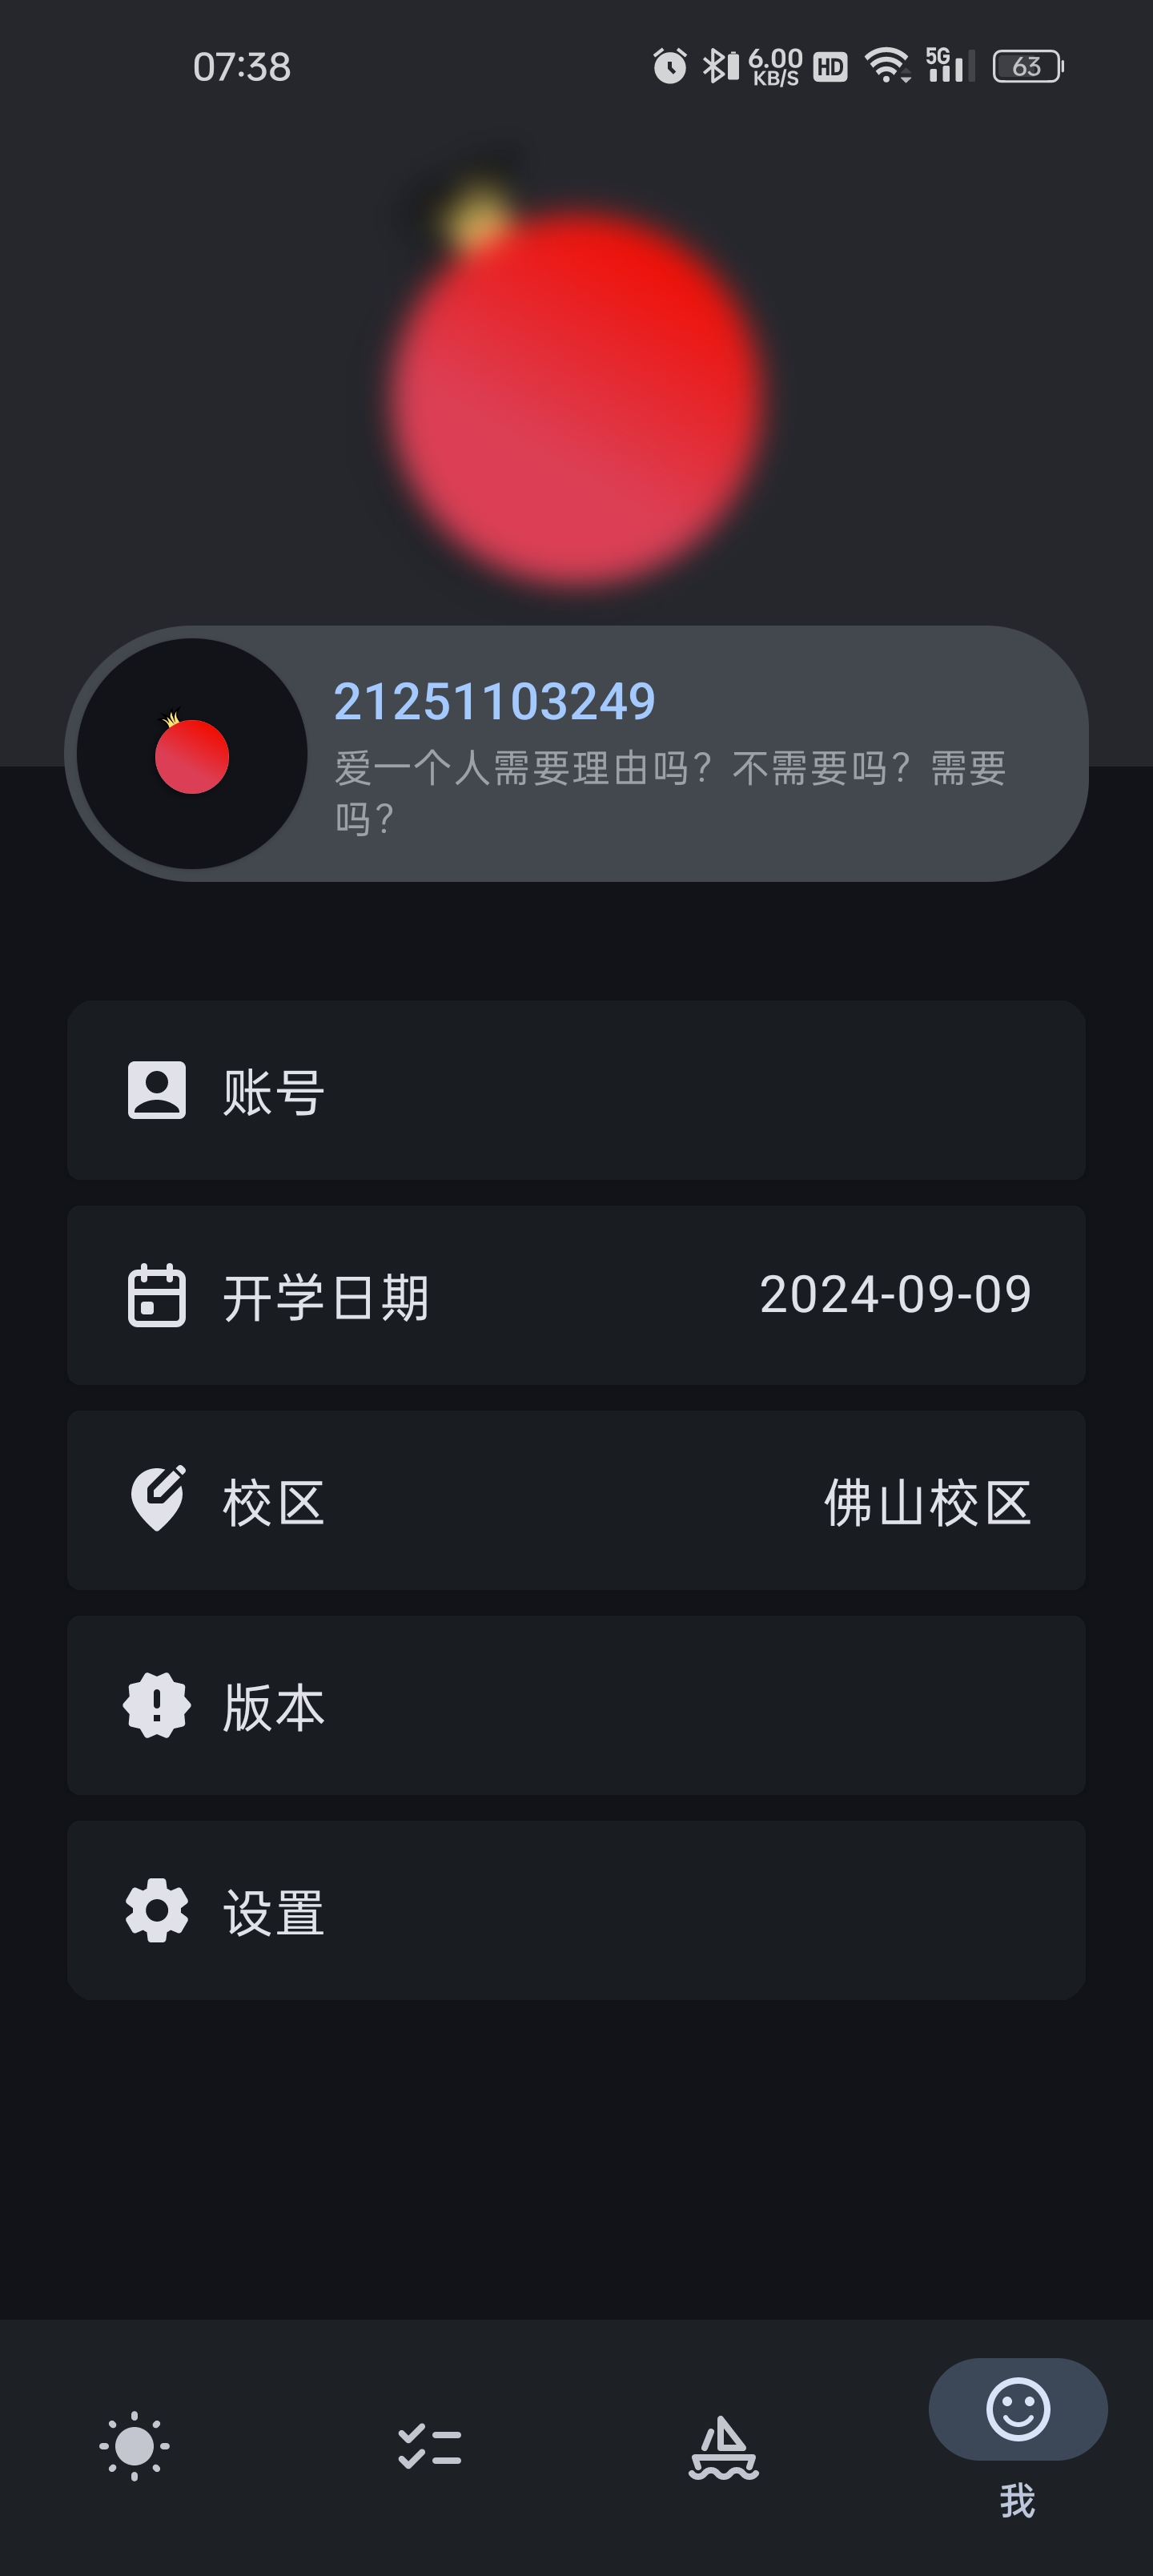 07:38
6.00 KB/S HD 5G 63
21251103249
爱一个人需要理由吗？不需要吗？需要
吗？
账号
开学日期 2024-09-09
校区 佛山校区
版本
设置
我